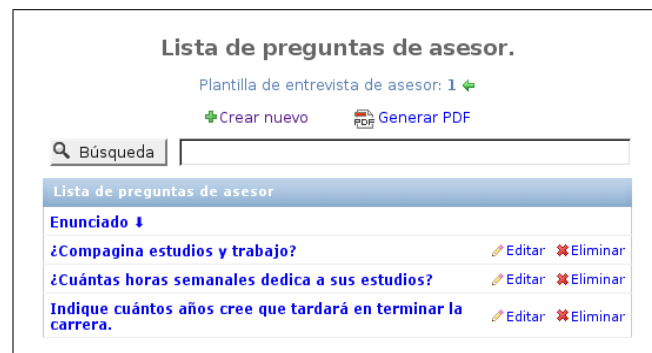 Lista de preguntas de asesor.
Plantilla de entrevista de asesor: 1
Crear nuevo PDF Generar PDF
Búsqueda
Lista de preguntas de asesor
Enunciado
¿Compagina estudios y trabajo? Editar Eliminar
¿Cuántas horas semanales dedica a sus estudios? Editar Eliminar
Indique cuántos años cree que tardará en terminar la
carrera. Editar Eliminar